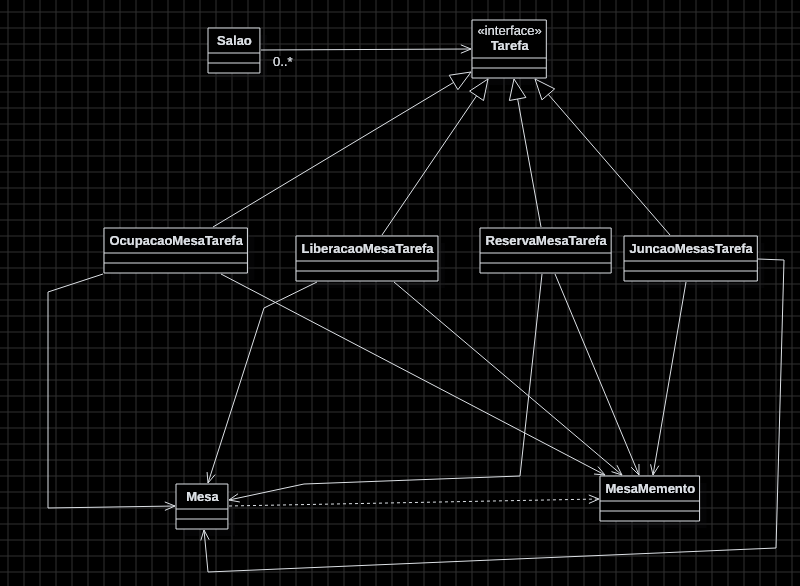 Salao
0..*
«interface»
Tarefa
OcupacaoMesaTarefa
LiberacaoMesaTarefa
ReservaMesaTarefa
JuncaoMesasTarefa
Mesa
MesaMemento